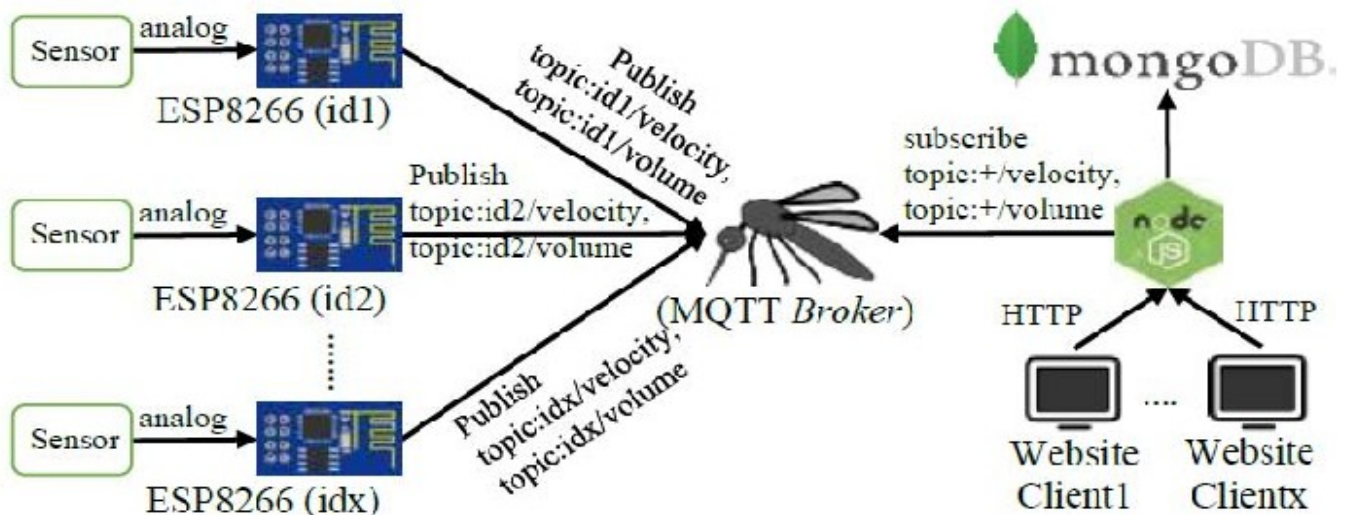 Sensor
analog
ESP8266 (id1)
Publish
topic:id1/velocity,
topic:id1/volume
Sensor
analog
ESP8266 (id2)
Publish
topic:id2/velocity,
topic:id2/volume
Sensor
analog
ESP8266 (idx)
Publish
topic:idx/velocity,
topic:idx/volume
(MQTT Broker)
subscribe
topic:+/velocity,
topic:+/volume
mongoDB.
node
JS
HTTP
HTTP
....
Website
Client1
Website
Clientx